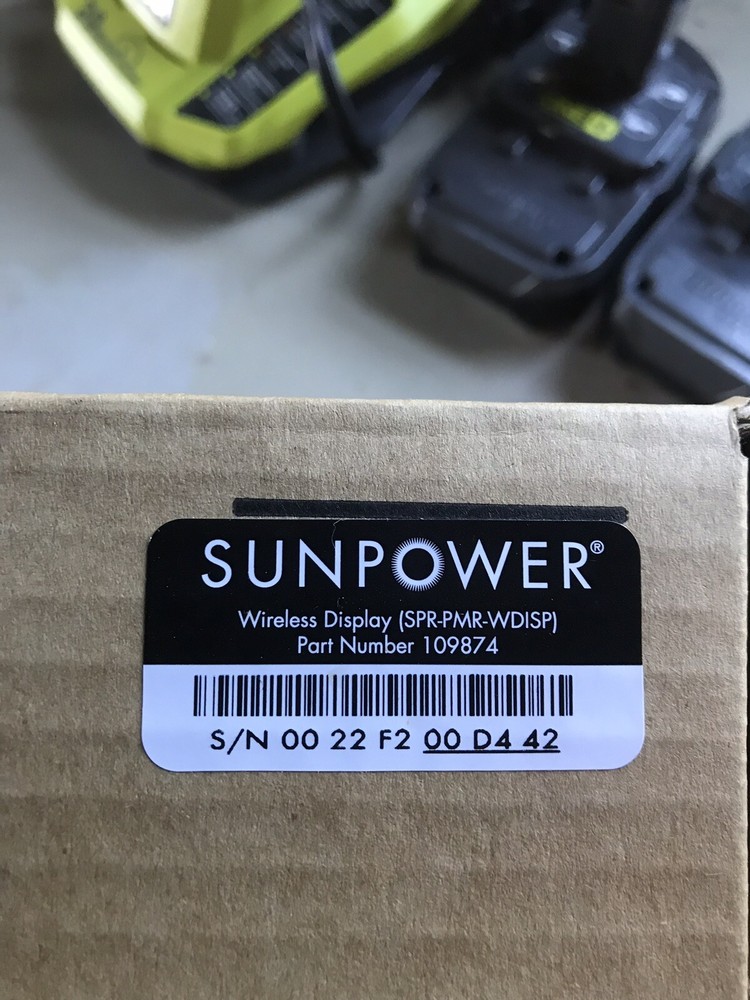 SUNPOWER®
Wireless Display (SPR-PMR-WDISP)
Part Number 109874
S/N 00 22 F2 00 D4 42